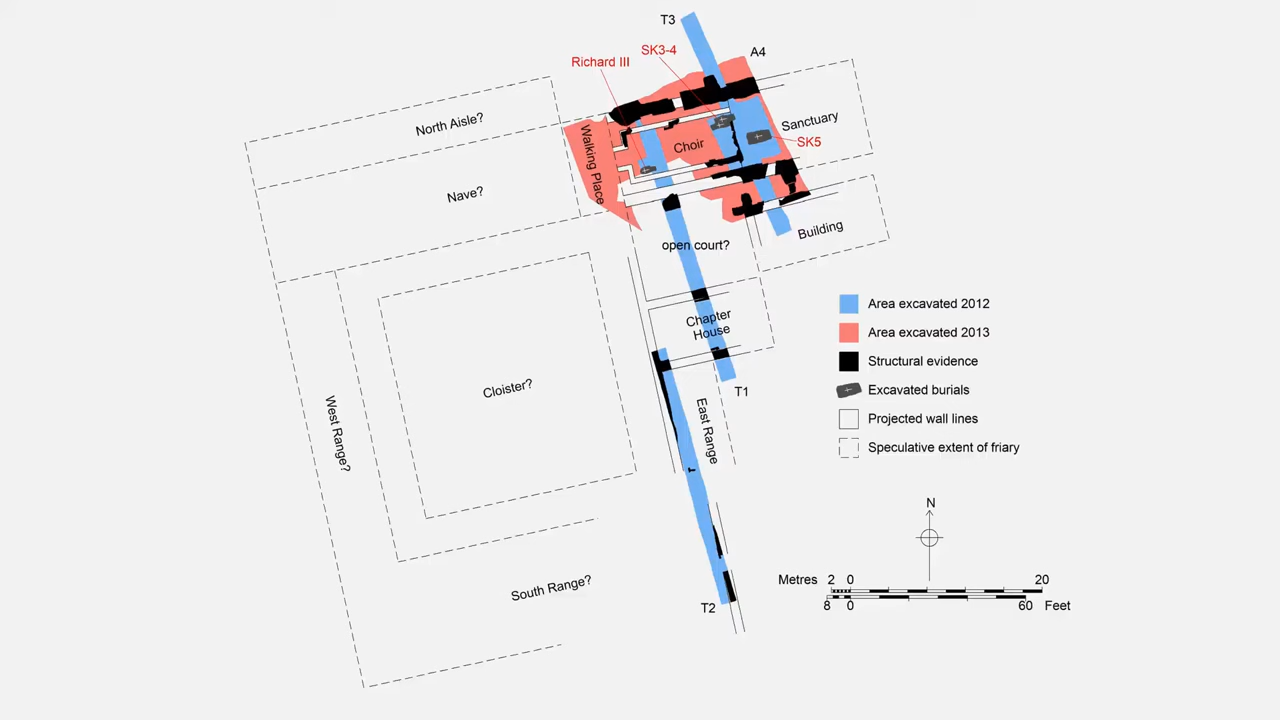 T3
A4
SK3-4
Richard III
North Aisle?
Walking Place
Choir
Sanctuary
SK5
Nave?
Building
open court?
Chapter
House
Cloister?
T1
West Range?
East Range
South Range?
T2
Area excavated 2012
Area excavated 2013
Structural evidence
Excavated burials
Projected wall lines
Speculative extent of friary
N
Metres 2 0 20
8 0 60 Feet